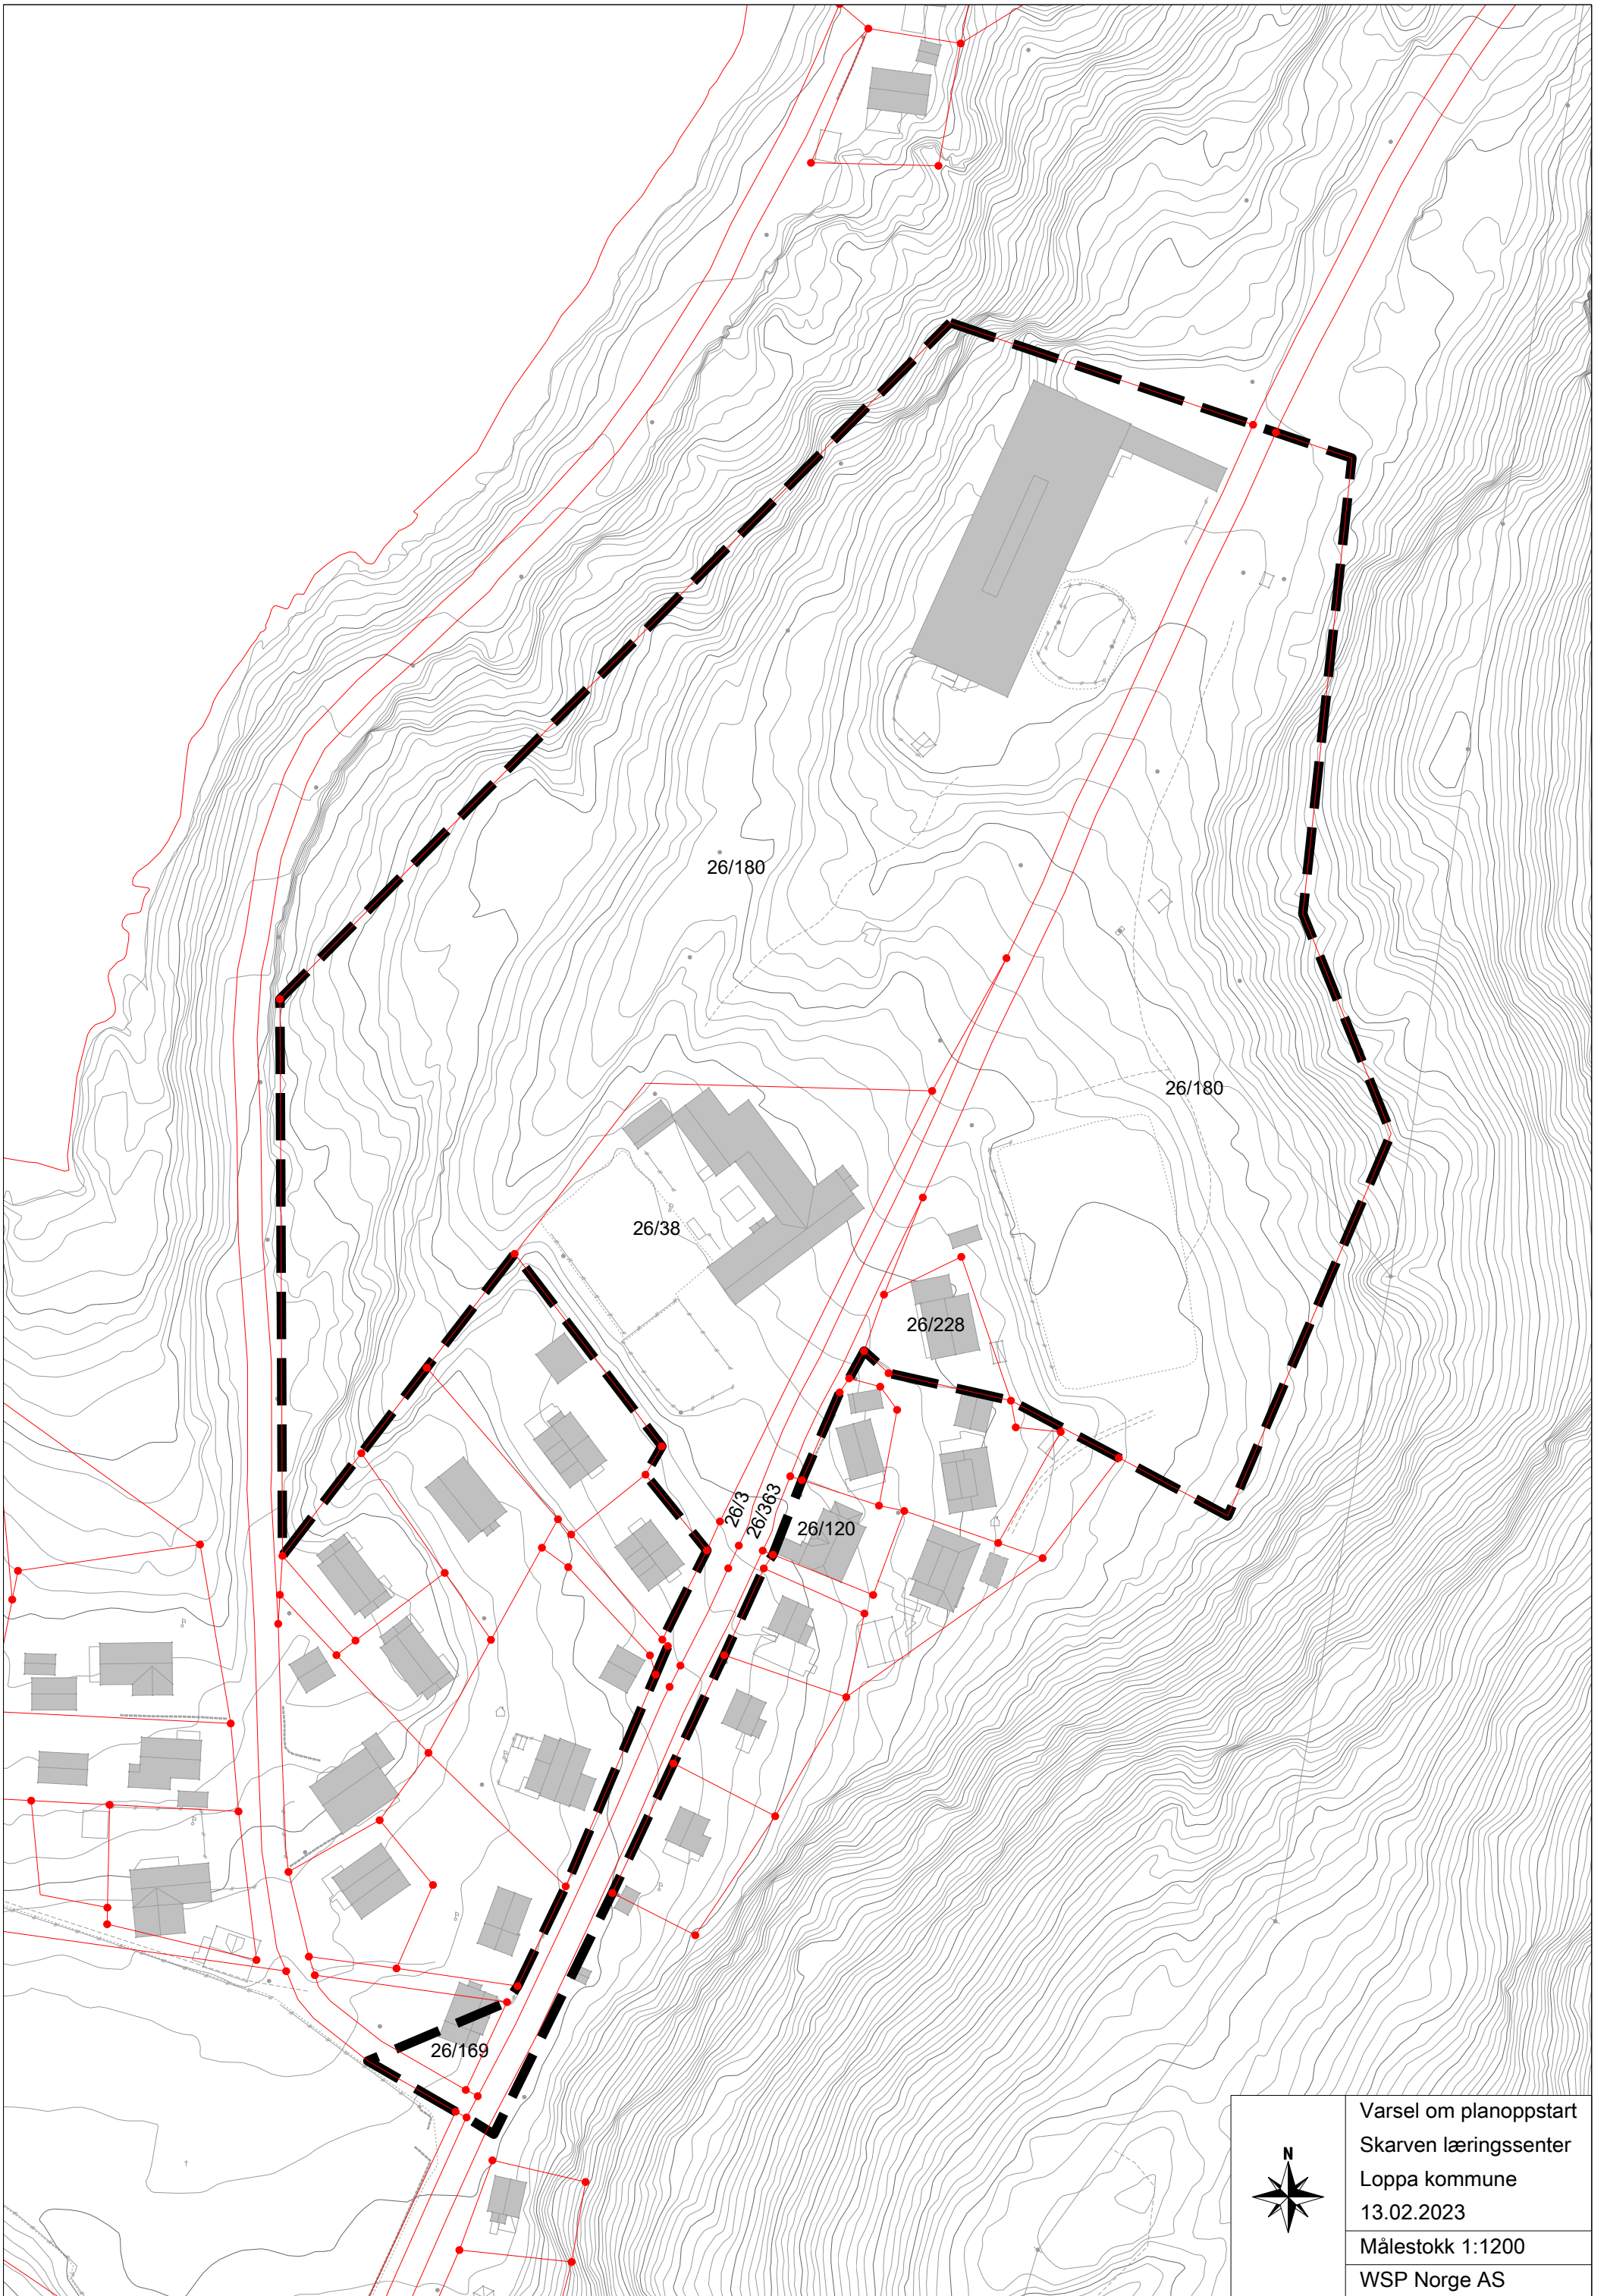 26/180
26/180
26/38
26/228
26/3
26/363
26/120
26/169
N
Varsel om planoppstart
Skarven læringssenter
Loppa kommune
13.02.2023
Målestokk 1:1200
WSP Norge AS